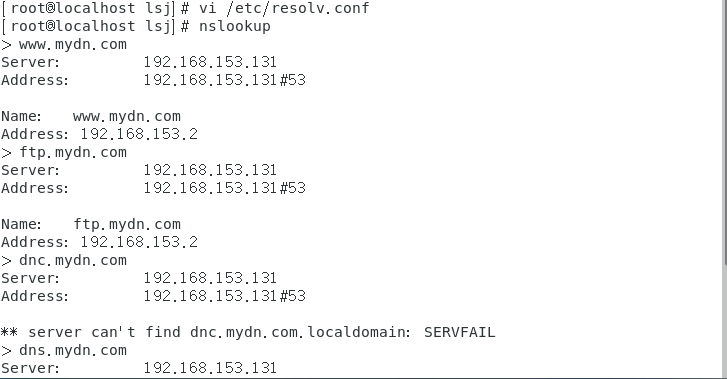 [root@localhost lsj]# vi /etc/resolv.conf
[root@localhost lsj]# nslookup
> www.mydn.com
Server:         192.168.153.131
Address:        192.168.153.131#53

Name:   www.mydn.com
Address: 192.168.153.2
> ftp.mydn.com
Server:         192.168.153.131
Address:        192.168.153.131#53

Name:   ftp.mydn.com
Address: 192.168.153.2
> dnc.mydn.com
Server:         192.168.153.131
Address:        192.168.153.131#53

** server can't find dnc.mydn.com.localdomain: SERVFAIL
> dns.mydn.com
Server:         192.168.153.131